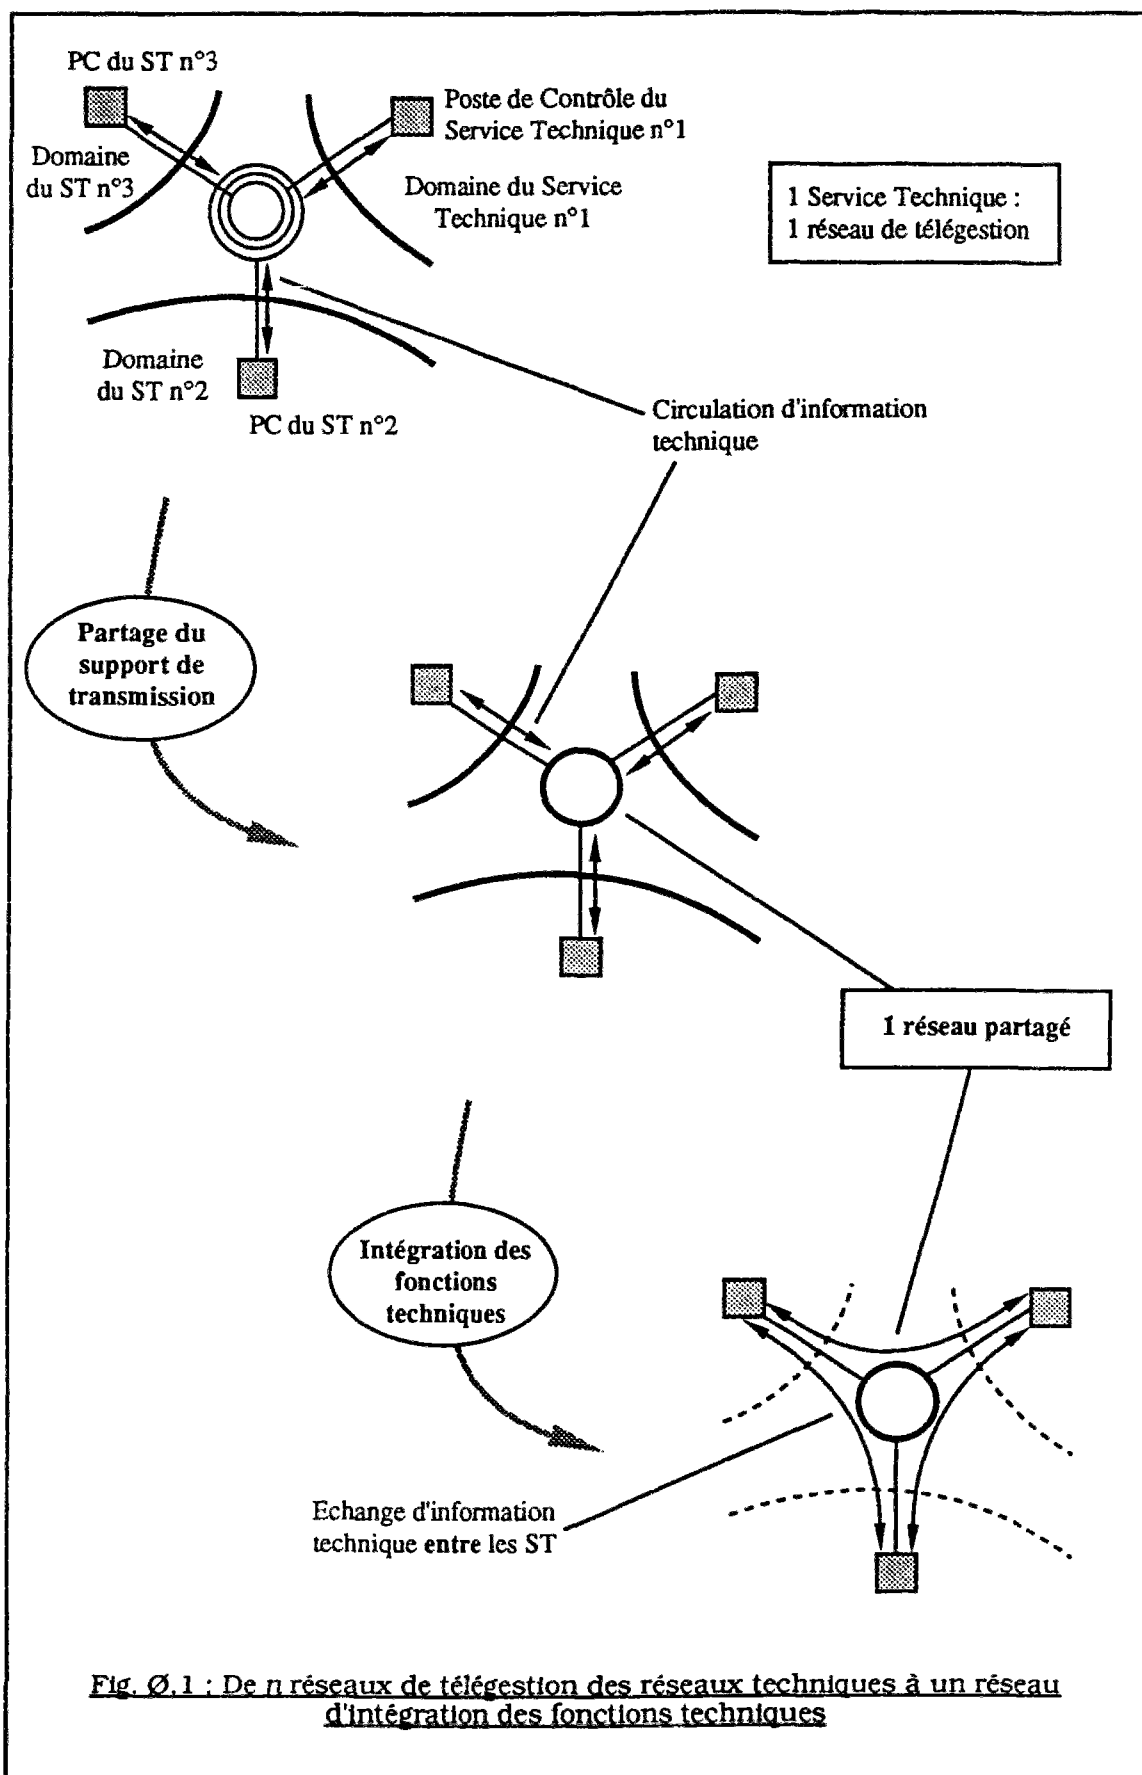 PC du ST n°3
Poste de Contrôle du
Service Technique n°1
Domaine
du ST n°3
Domaine du Service
Technique n°1
1 Service Technique :
1 réseau de télégestion
Domaine
du ST n°2
PC du ST n°2
Circulation d'information
technique
Partage du
support de
transmission
1 réseau partagé
Intégration des
fonctions
techniques
Echange d'information
technique entre les ST
Fig. Ø.1 : De n réseaux de télégestion des réseaux techniques à un réseau
d'intégration des fonctions techniques